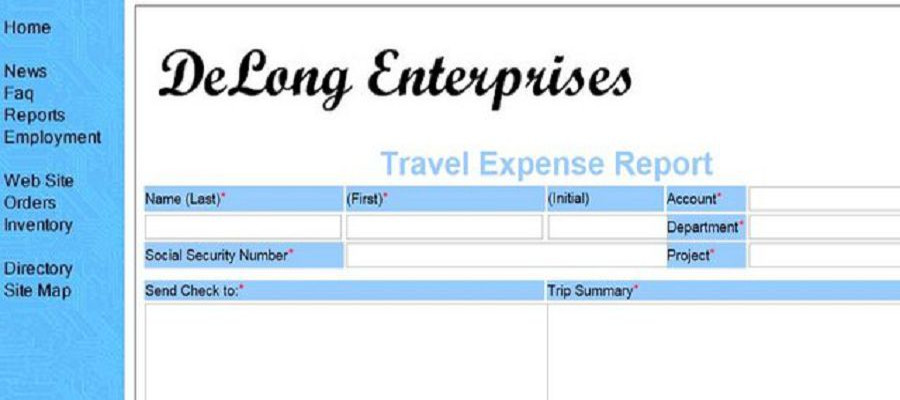 Home
News
Faq
Reports
Employment
Web Site
Orders
Inventory
Directory
Site Map
DeLong Enterprises
Travel Expense Report
Name (Last)* (First)* (Initial) Account*
Department*
Social Security Number* Project*
Send Check to:* Trip Summary*